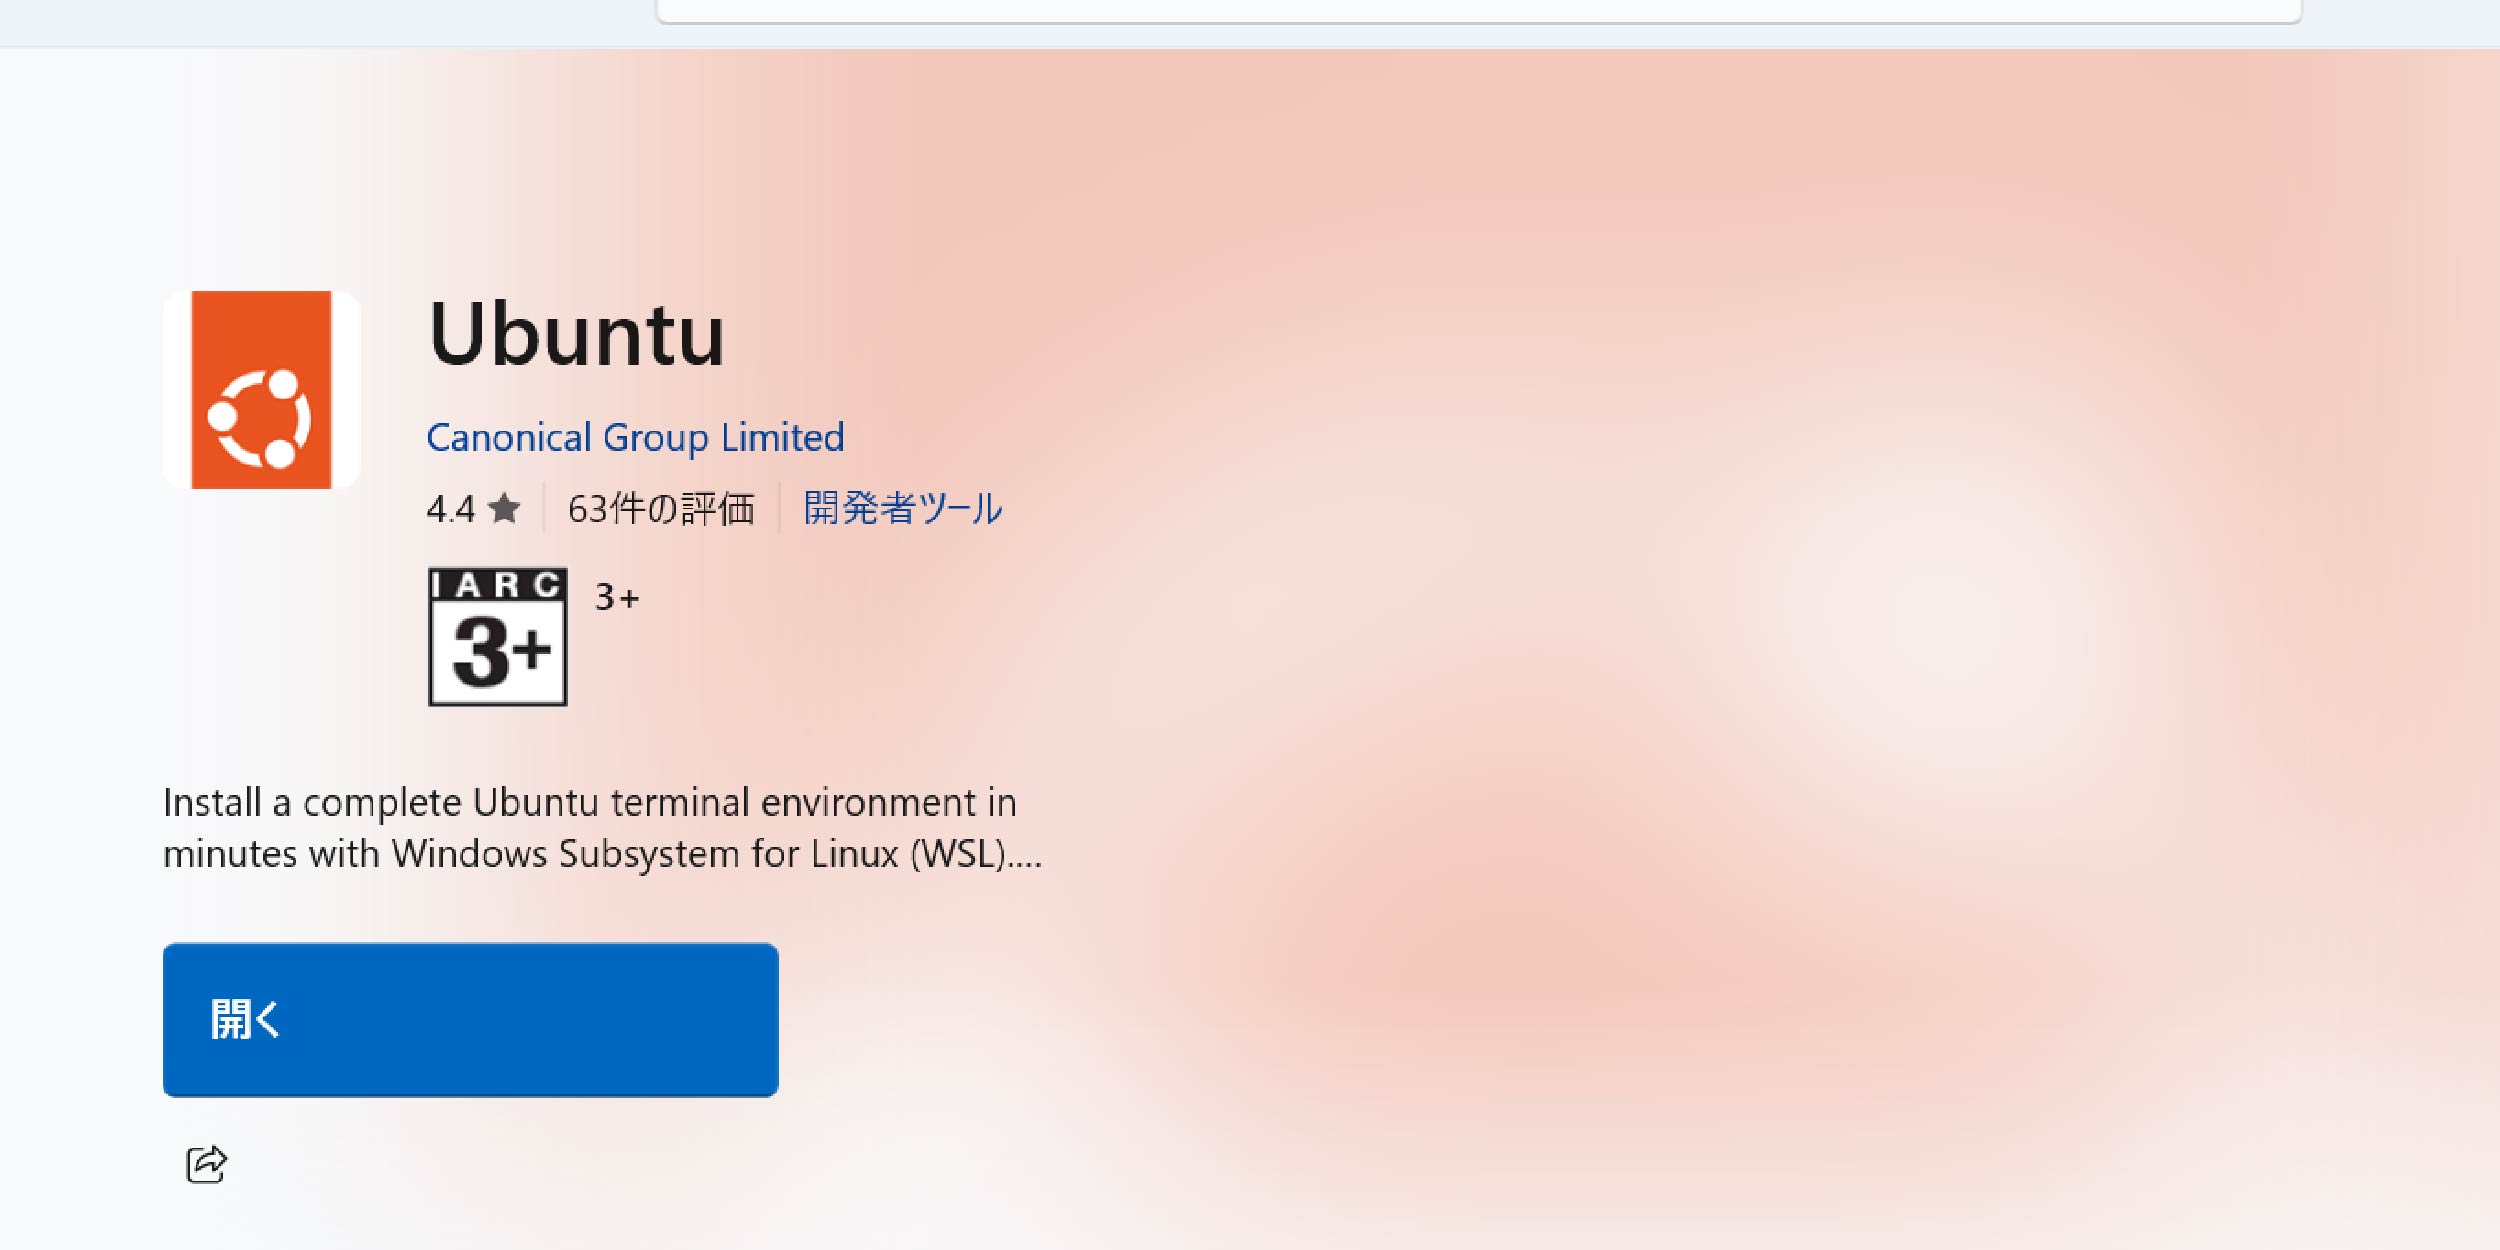 Ubuntu
Canonical Group Limited
4.4 ★ 63件の評価 開発者ツール
IARC
3+
3+
Install a complete Ubuntu terminal environment in
minutes with Windows Subsystem for Linux (WSL)....
開く